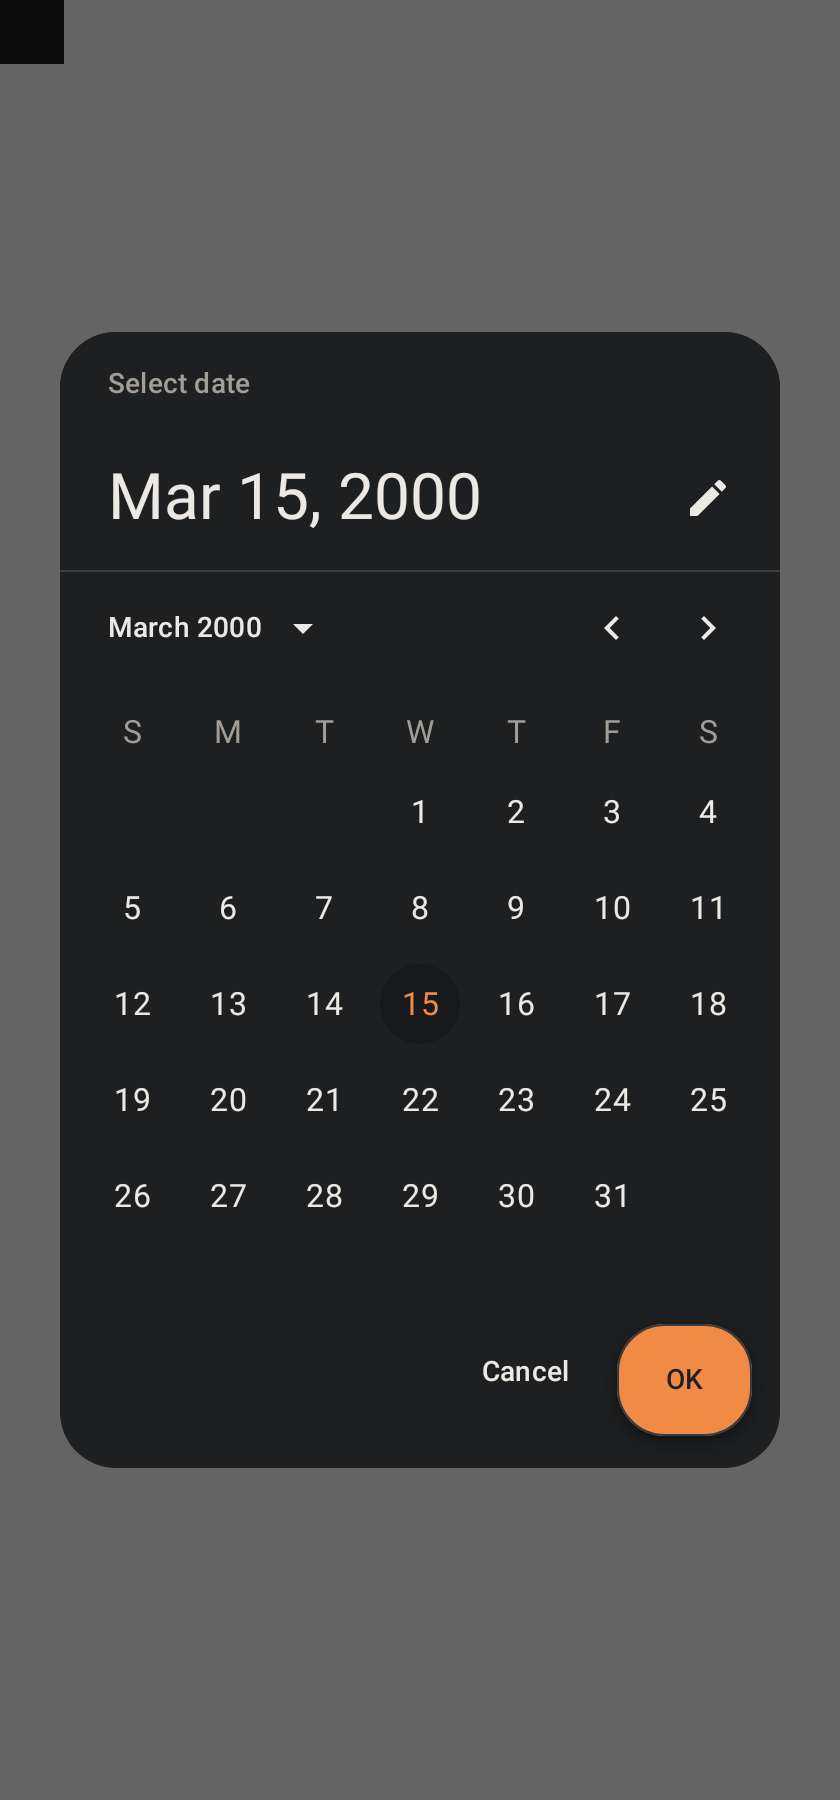 Select date
Mar 15, 2000
March 2000
S M T W T F S
1 2 3 4
5 6 7 8 9 10 11
12 13 14 15 16 17 18
19 20 21 22 23 24 25
26 27 28 29 30 31
Cancel OK